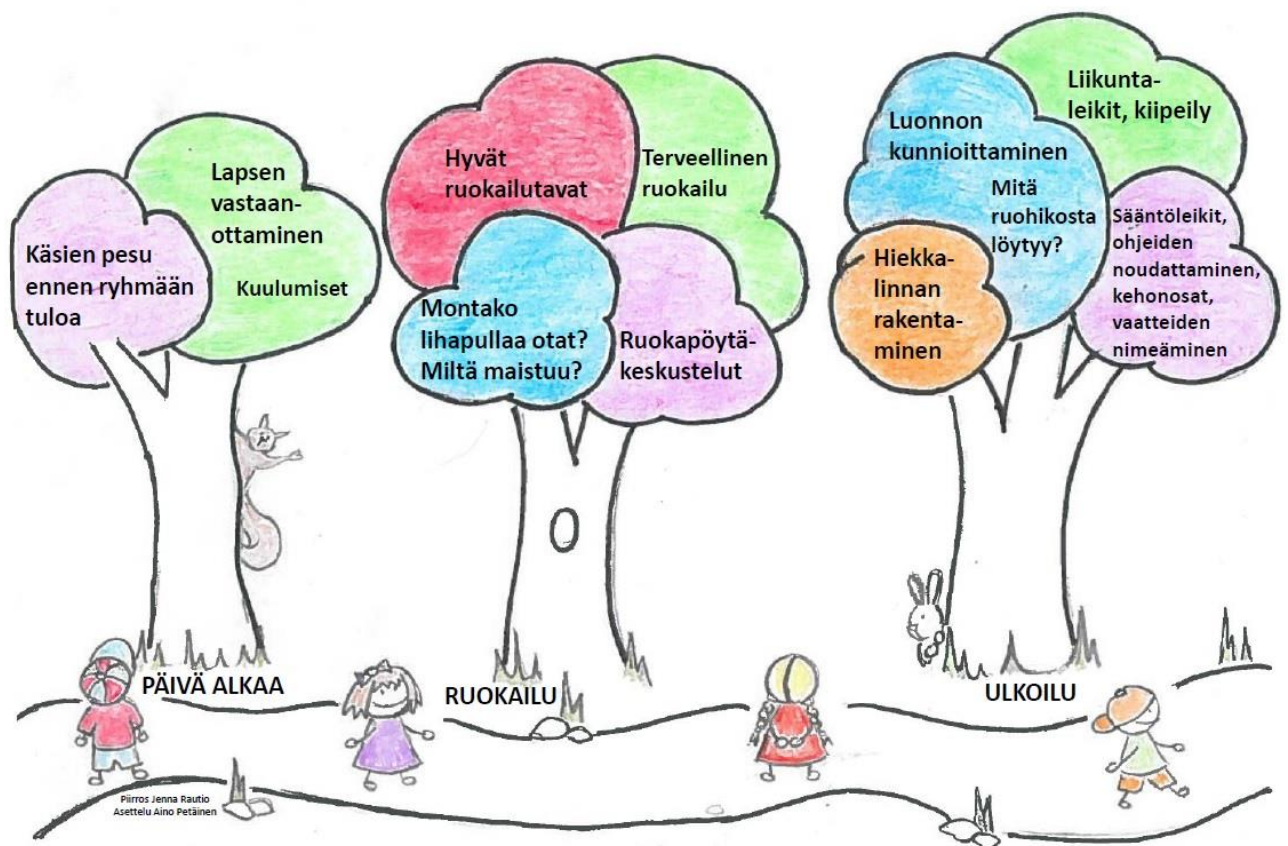 Lapsen
vastaan-
ottaminen
Kuulumiset
Käsien pesu
ennen ryhmään
tuloa
PÄIVÄ ALKAA
Hyvät
ruokailutavat
Terveellinen
ruokailu
Montako
lihapullaa otat?
Miltä maistuu?
Ruokapöytä-
keskustelut
RUOKAILU
Liikunta-
leikit, kiipeily
Luonnon
kunnioittaminen
Mitä
ruohikosta
löytyy?
Hiekka-
linnan
rakenta-
minen
Sääntöleikit,
ohjeiden
noudattaminen,
kehonosat,
vaatteiden
nimeäminen
ULKOILU
Piirros Jenna Rautio
Asettelu Aino Petäinen